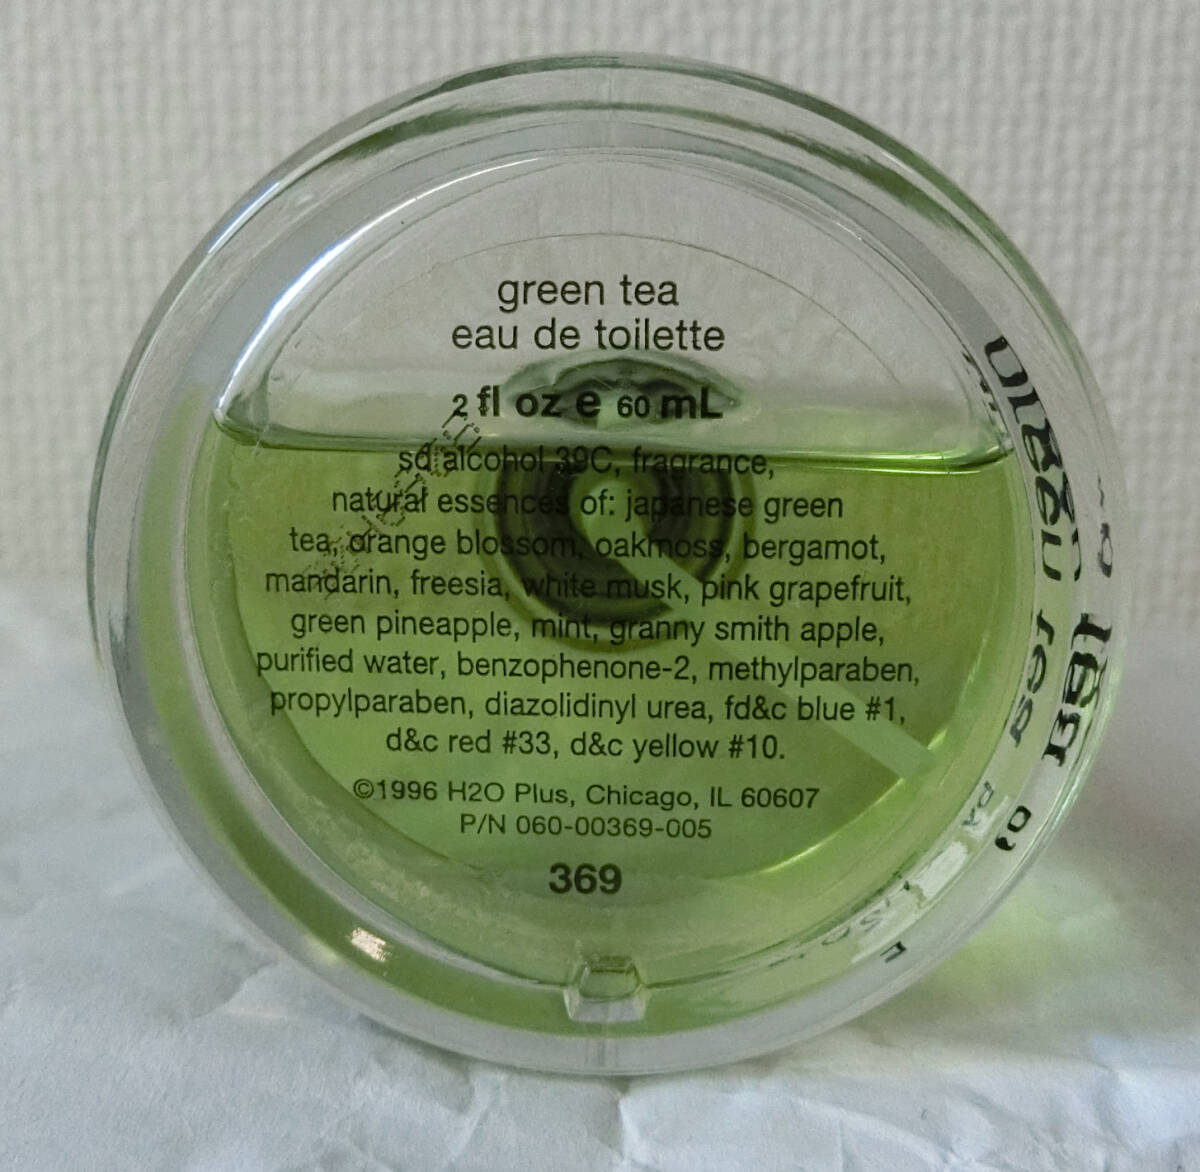 green tea
eau de toilette
2 fl oz e 60 mL
sd alcohol 39C, fragrance,
natural essences of: japanese green
tea, orange blossom, oakmoss, bergamot,
mandarin, freesia, white musk, pink grapefruit,
green pineapple, mint, granny smith apple,
purified water, benzophenone-2, methylparaben,
propylparaben, diazolidinyl urea, fd&c blue #1,
d&c red #33, d&c yellow #10.
©1996 H2O Plus, Chicago, IL 60607
P/N 060-00369-005
369